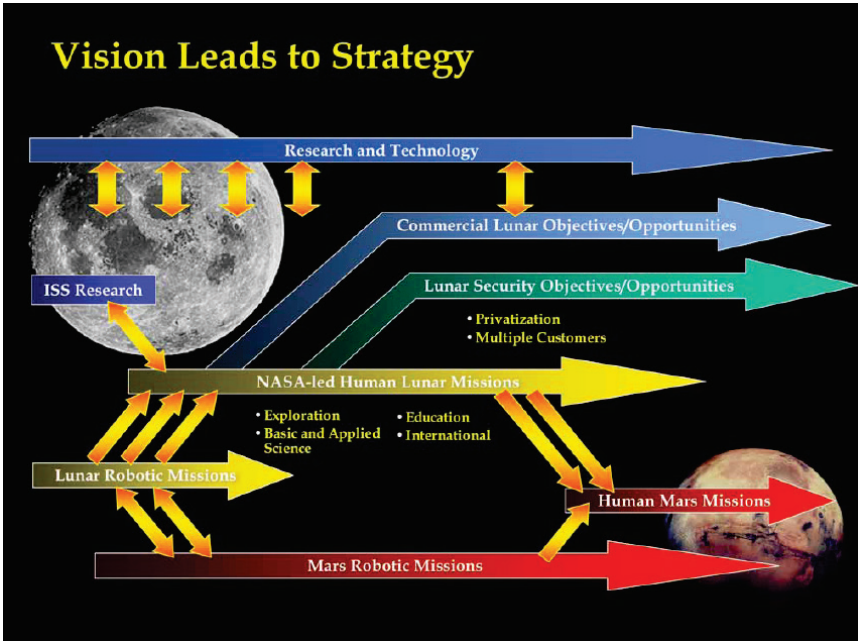 Vision Leads to Strategy
Research and Technology
Commercial Lunar Objectives/Opportunities
ISS Research
Lunar Security Objectives/Opportunities
• Privatization
• Multiple Customers
NASA-led Human Lunar Missions
• Exploration
• Basic and Applied
Science
• Education
• International
Lunar Robotic Missions
Human Mars Missions
Mars Robotic Missions